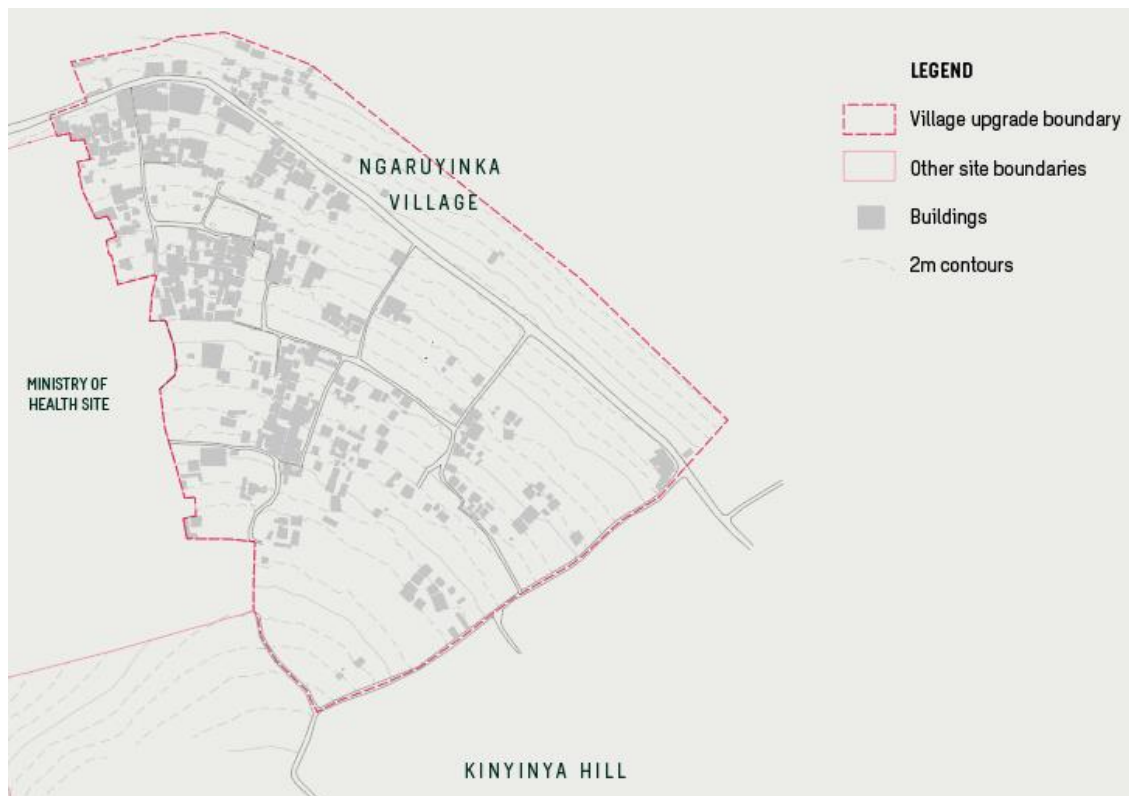 LEGEND
Village upgrade boundary
Other site boundaries
Buildings
2m contours
NGARUYINKA
VILLAGE
MINISTRY OF
HEALTH SITE
KINYINYA HILL